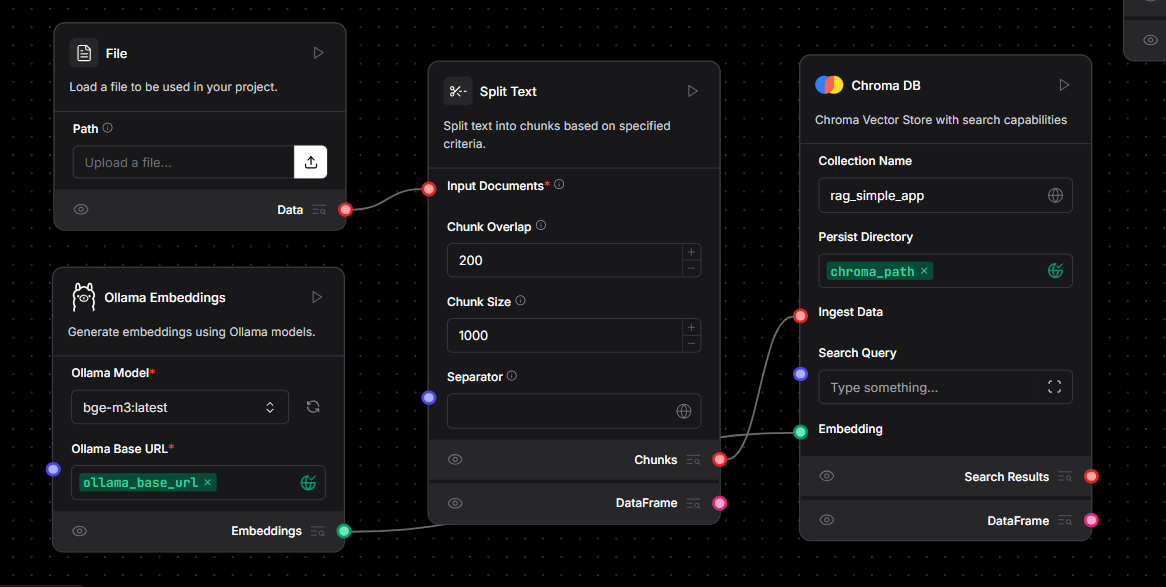 File
Load a file to be used in your project.
Path
Upload a file...
Data
Ollama Embeddings
Generate embeddings using Ollama models.
Ollama Model*
bge-m3:latest
Ollama Base URL*
ollama_base_url ×
Embeddings
Split Text
Split text into chunks based on specified
criteria.
Input Documents*
Chunk Overlap
200
Chunk Size
1000
Separator
Chunks
DataFrame
Chroma DB
Chroma Vector Store with search capabilities
Collection Name
rag_simple_app
Persist Directory
chroma_path ×
Ingest Data
Search Query
Type something...
Embedding
Search Results
DataFrame